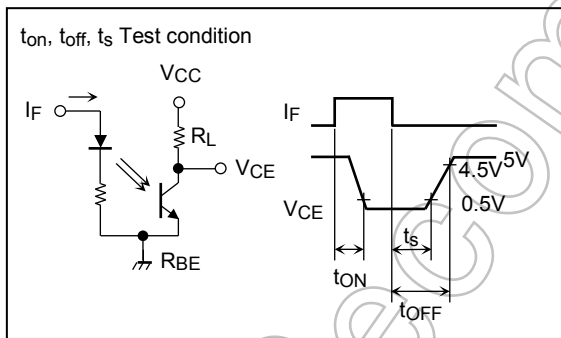 ton, toff, ts Test condition
VCC
IF
RL
VCE
RBE
IF
5V
4.5V
0.5V
VCE
ts
tON
tOFF